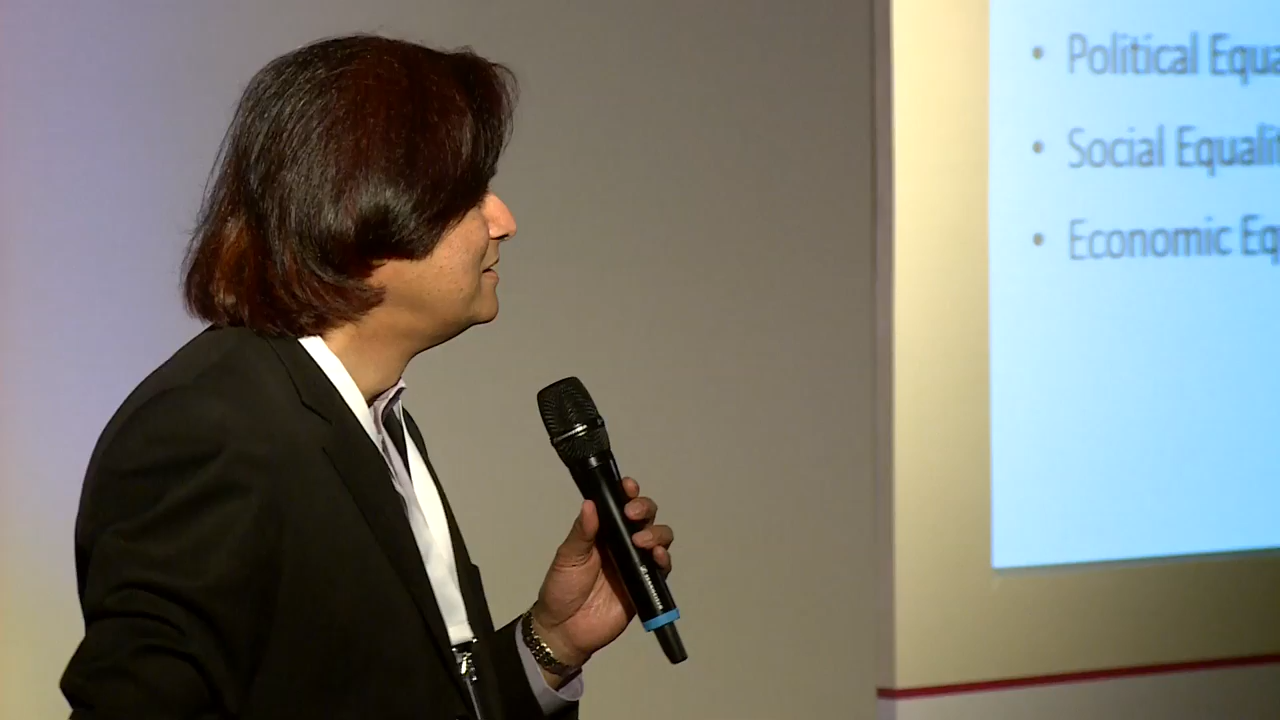 • Political Equa
• Social Equalit
• Economic Eq